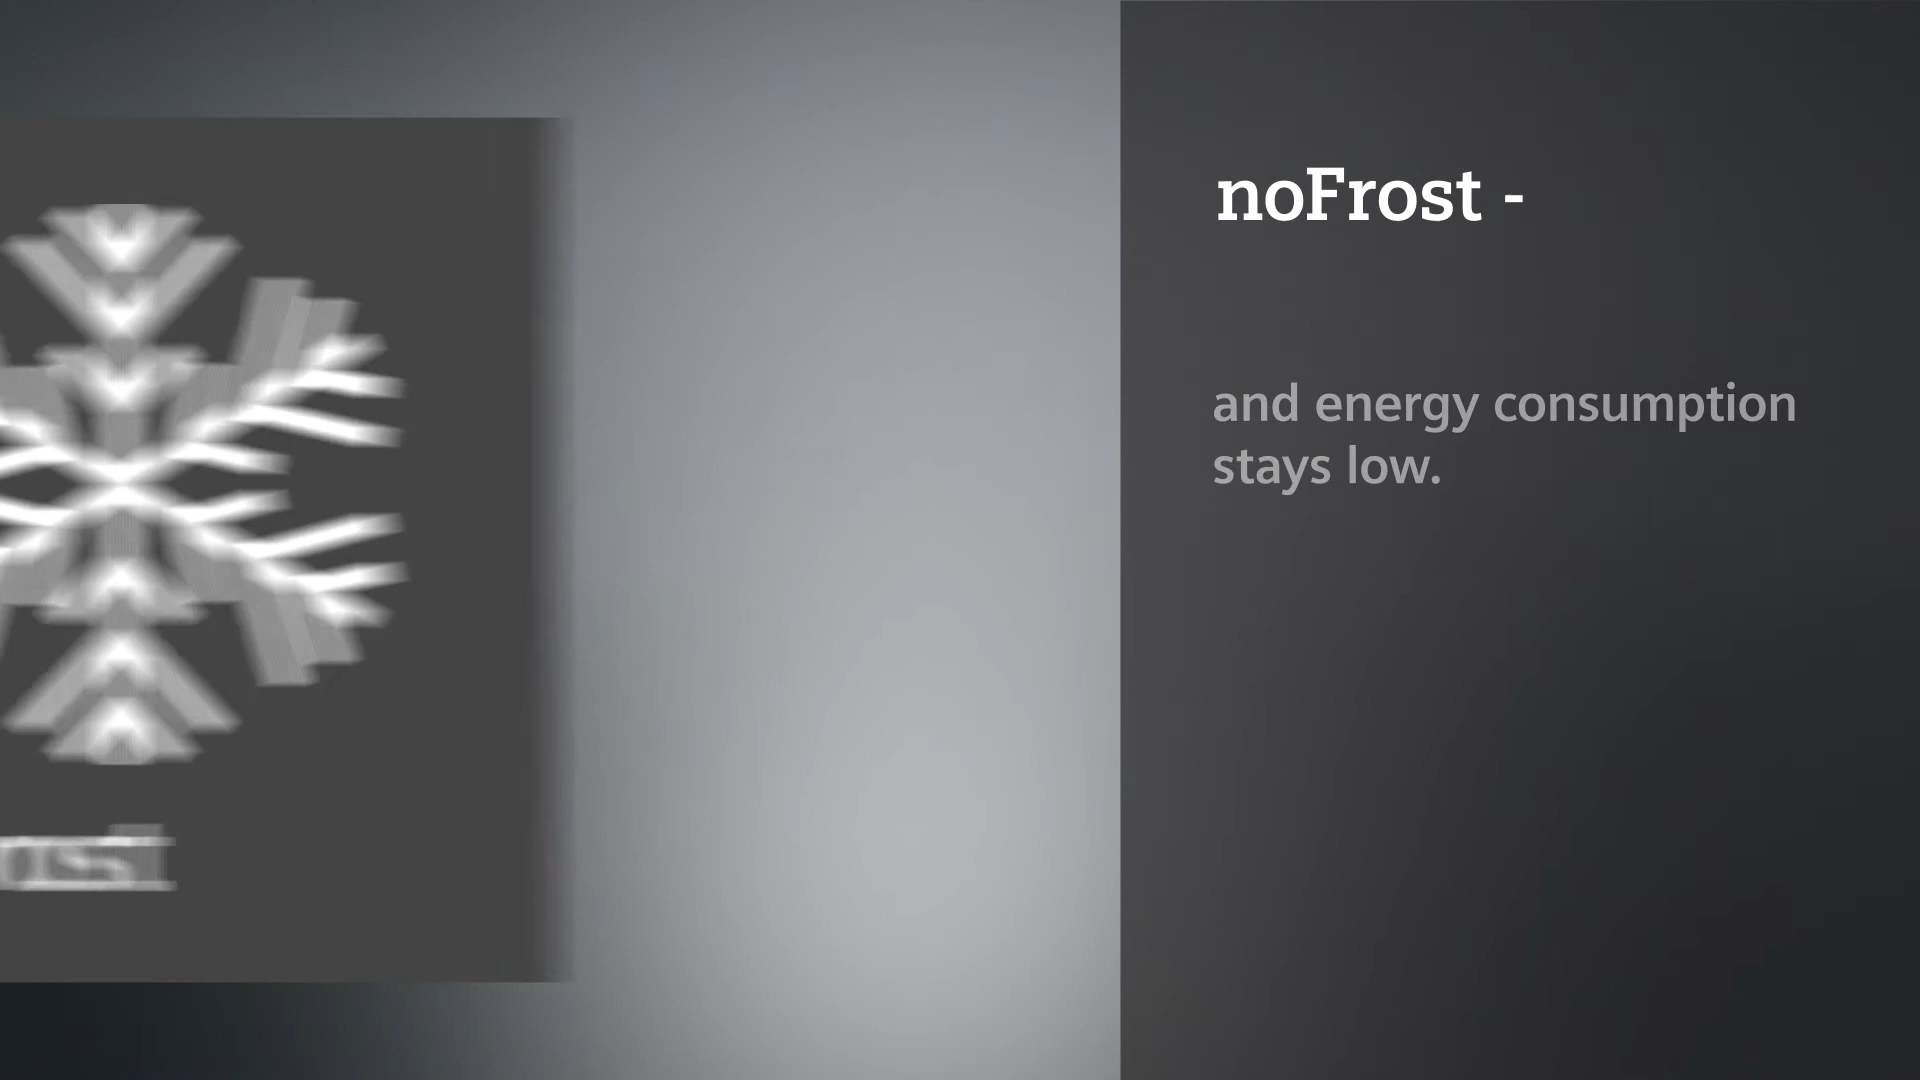 noFrost -
and energy consumption
stays low.